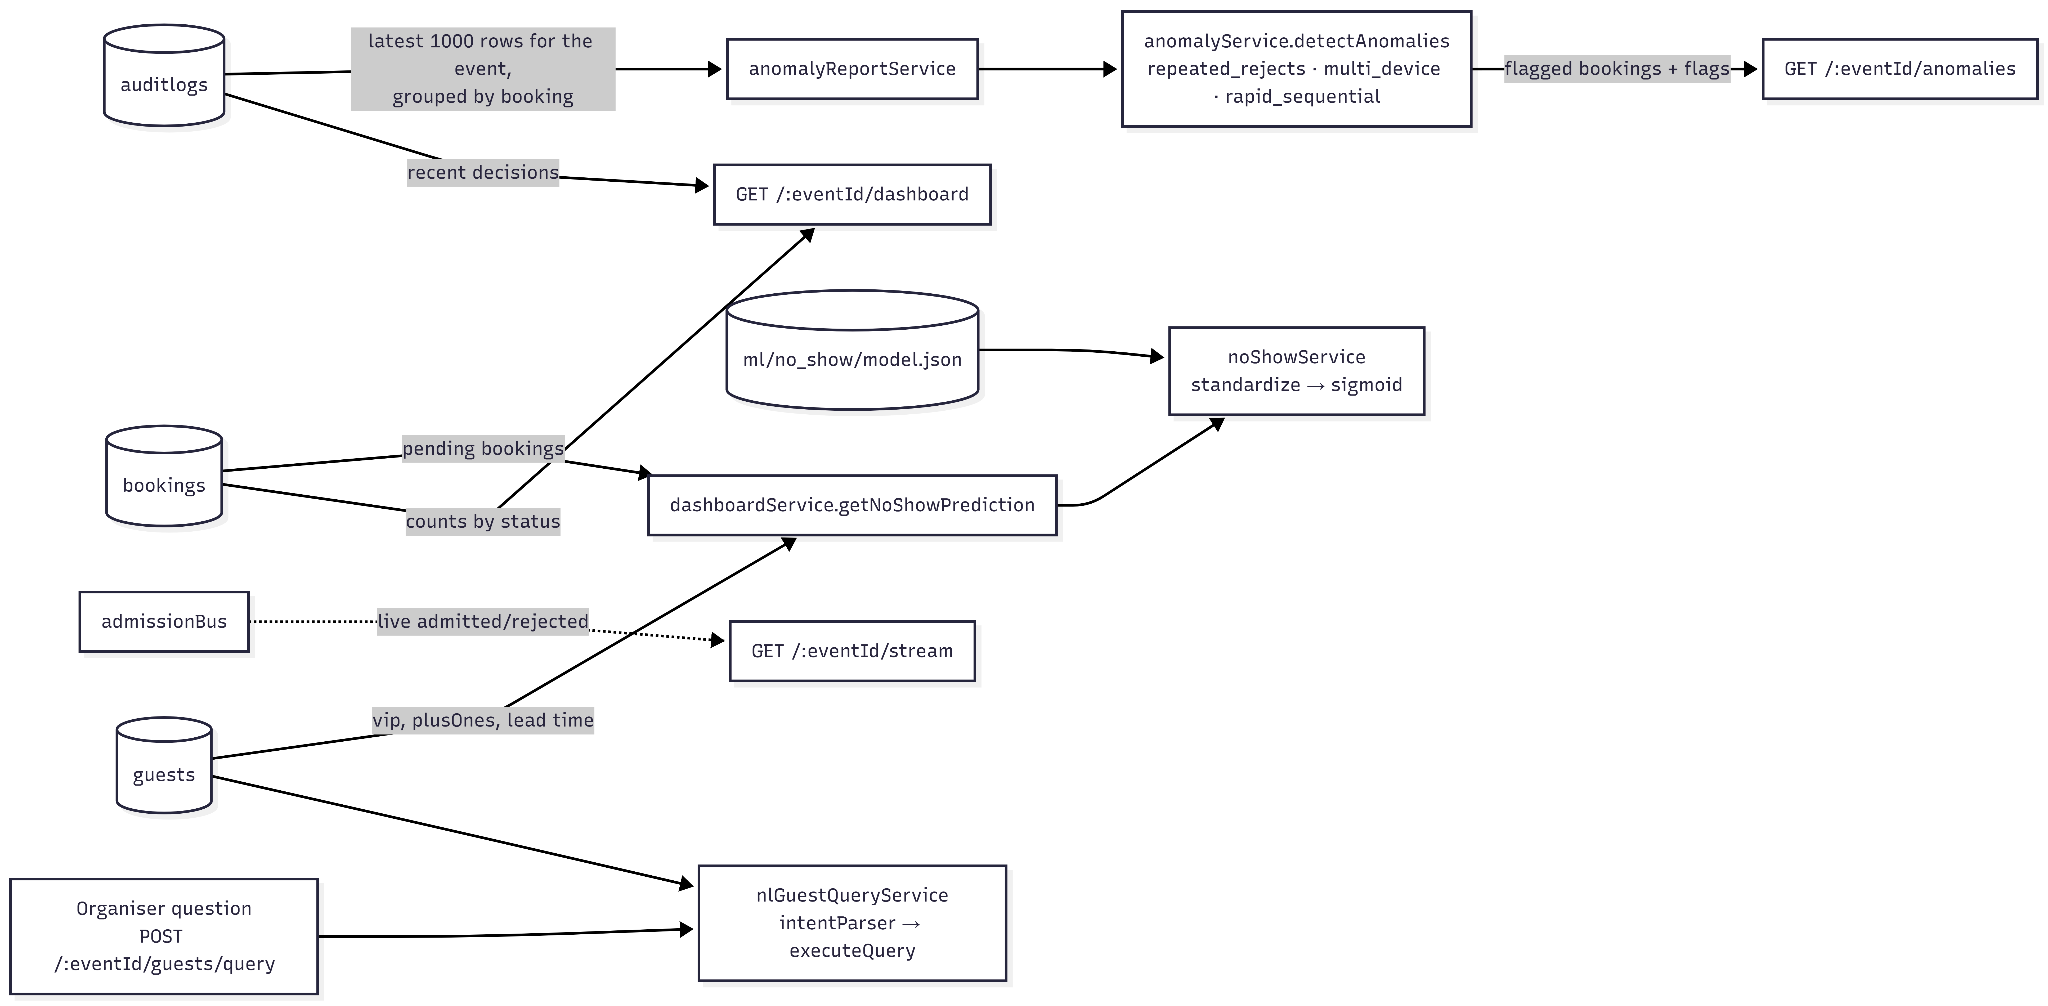 auditlogs
latest 1000 rows for the
event,
grouped by booking
anomalyReportService
anomalyService.detectAnomalies
repeated_rejects · multi_device
· rapid_sequential
flagged bookings + flags
GET /:eventId/anomalies
recent decisions
GET /:eventId/dashboard
ml/no_show/model.json
noShowService
standardize → sigmoid
bookings
pending bookings
counts by status
dashboardService.getNoShowPrediction
admissionBus
live admitted/rejected
GET /:eventId/stream
guests
vip, plusOnes, lead time
Organiser question
POST
/:eventId/guests/query
nlGuestQueryService
intentParser →
executeQuery